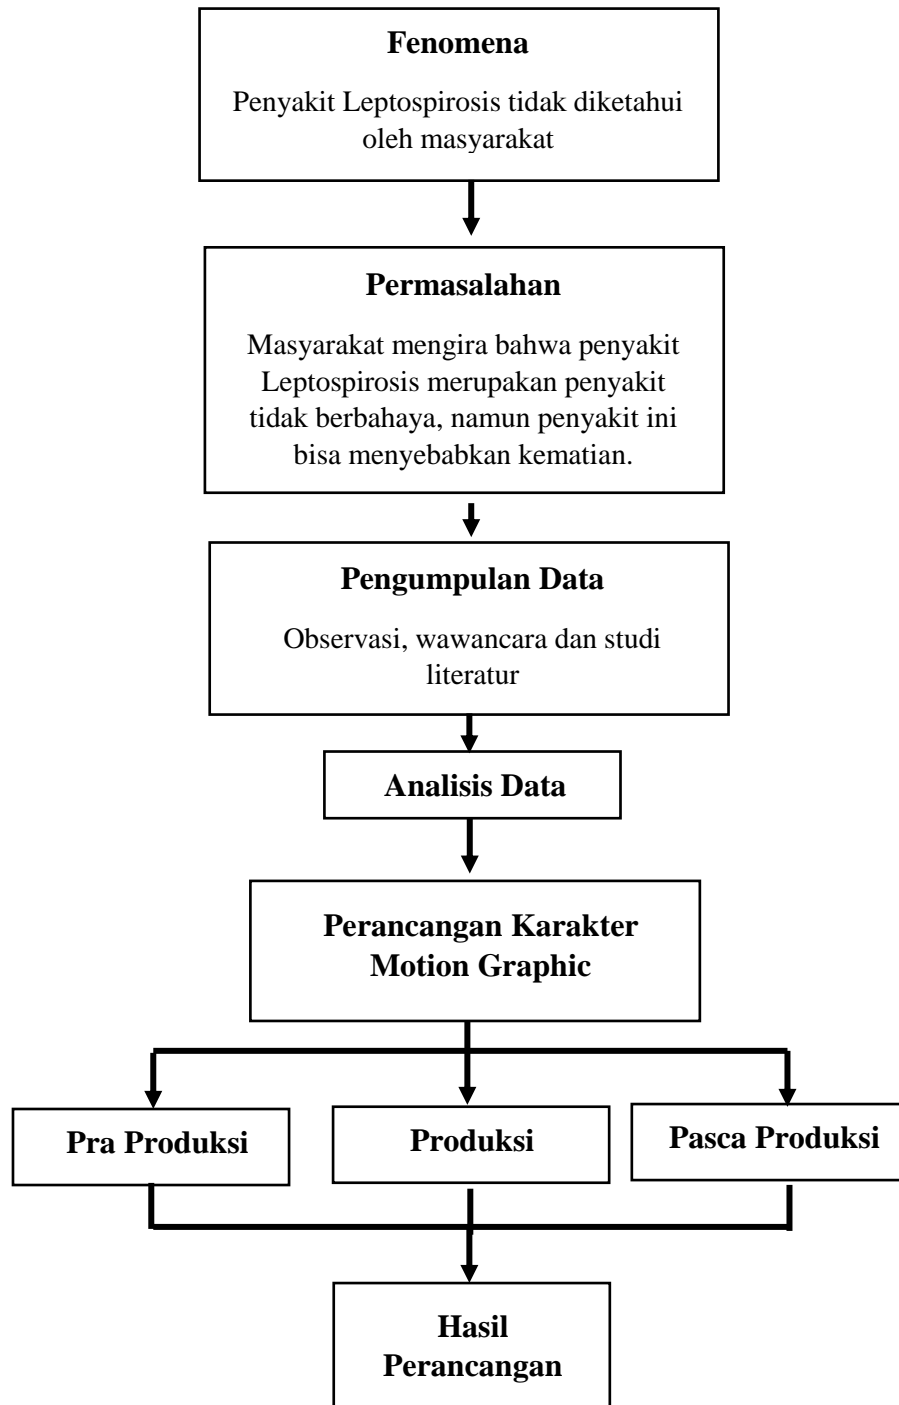 Fenomena
Penyakit Leptospirosis tidak diketahui
oleh masyarakat
Permasalahan
Masyarakat mengira bahwa penyakit
Leptospirosis merupakan penyakit
tidak berbahaya, namun penyakit ini
bisa menyebabkan kematian.
Pengumpulan Data
Observasi, wawancara dan studi
literatur
Analisis Data
Perancangan Karakter
Motion Graphic
Pra Produksi
Produksi
Pasca Produksi
Hasil
Perancangan